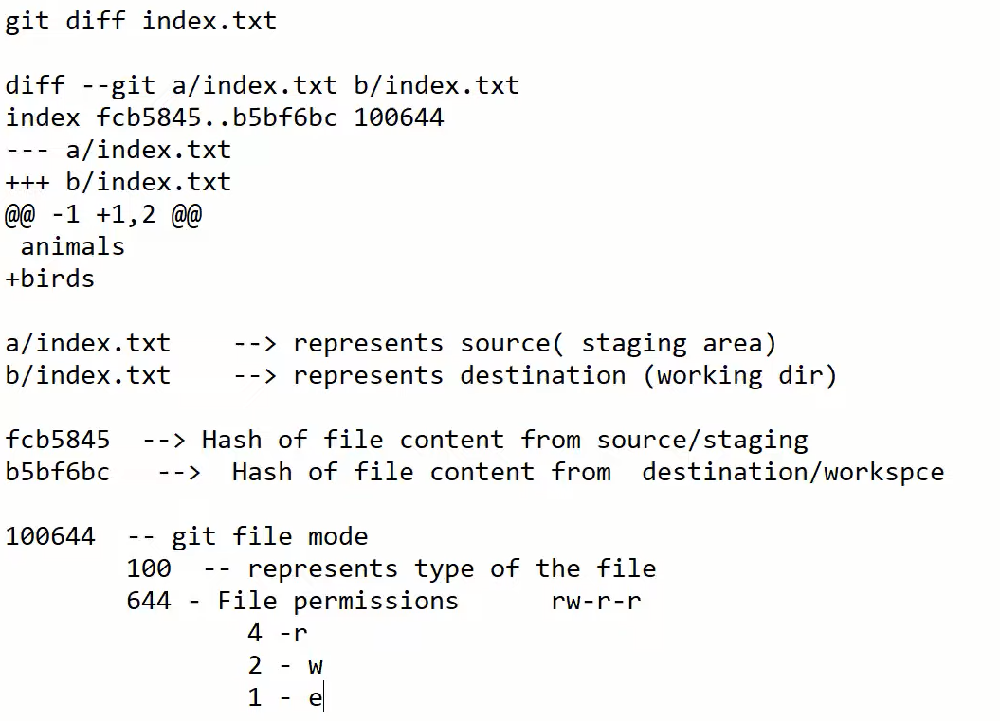 git diff index.txt
diff --git a/index.txt b/index.txt
index fcb5845..b5bf6bc 100644
--- a/index.txt
+++ b/index.txt
@@ -1 +1,2 @@
 animals
+birds
a/index.txt    --> represents source( staging area)
b/index.txt    --> represents destination (working dir)
fcb5845  --> Hash of file content from source/staging
b5bf6bc   -->  Hash of file content from  destination/workspce
100644  -- git file mode
        100  -- represents type of the file
        644 - File permissions      rw-r-r
                4 -r
                2 - w
                1 - e